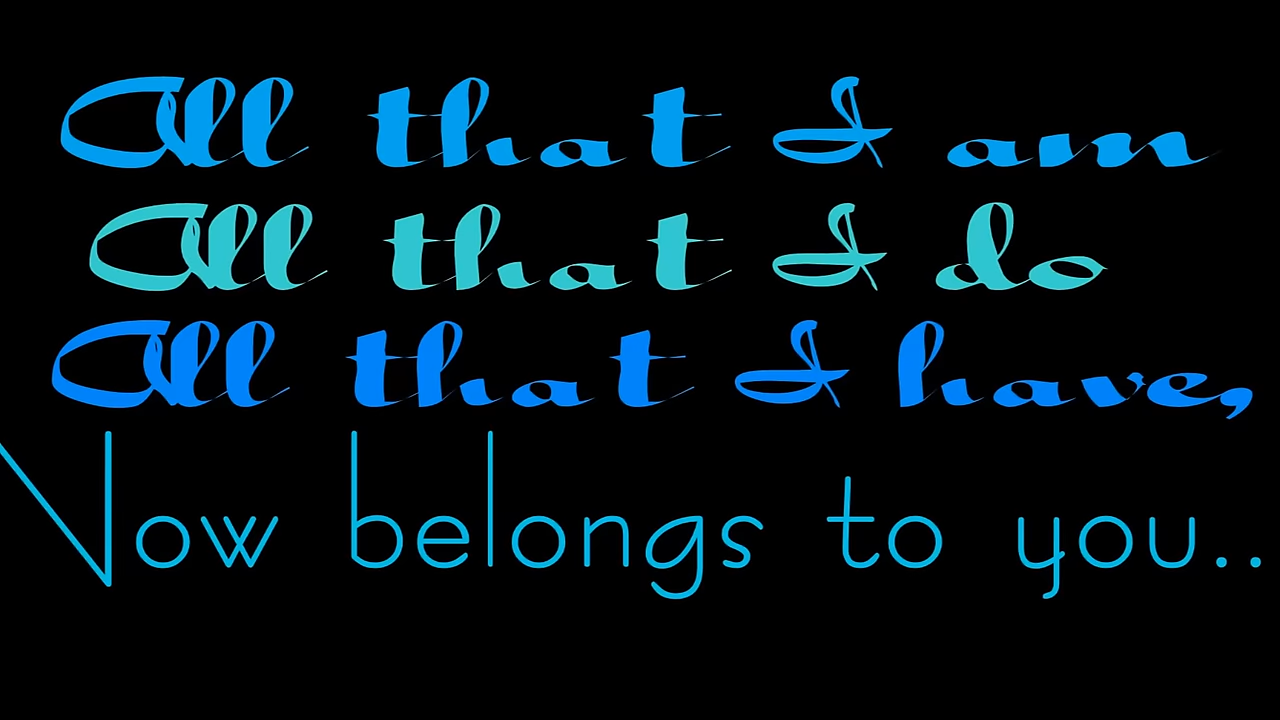 All that I am
All that I do
All that I have,
Now belongs to you..